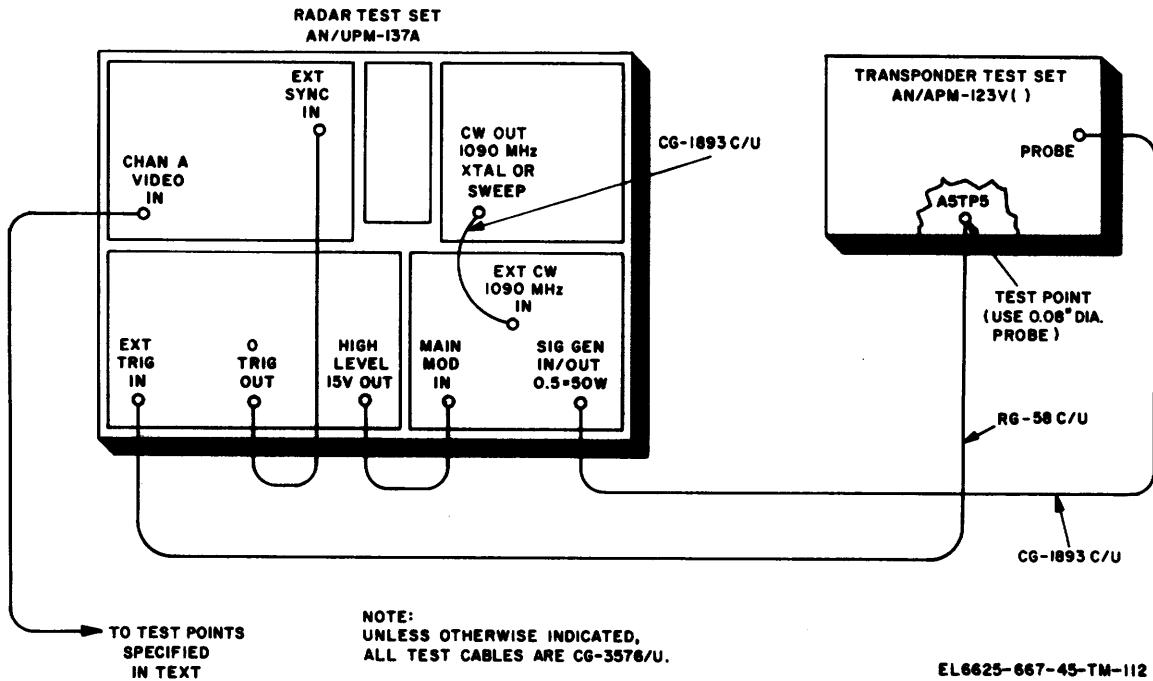 RADAR TEST SET
AN/UPM-137A
EXT
SYNC
IN
CHAN A
VIDEO
IN
CW OUT
1090 MHz
XTAL OR
SWEEP
CG-1893 C/U
TRANSPONDER TEST SET
AN/APM-123V( )
PROBE
A5TP5
TEST POINT
(USE 0.08" DIA.
PROBE)
EXT CW
1090 MHz
IN
EXT
TRIG
IN
O
TRIG
OUT
HIGH
LEVEL
15V OUT
MAIN
MOD
IN
SIG GEN
IN/OUT
0.5=50W
RG-58 C/U
CG-1893 C/U
TO TEST POINTS
SPECIFIED
IN TEXT
NOTE:
UNLESS OTHERWISE INDICATED,
ALL TEST CABLES ARE CG-3576/U.
EL6625-667-45-TM-112